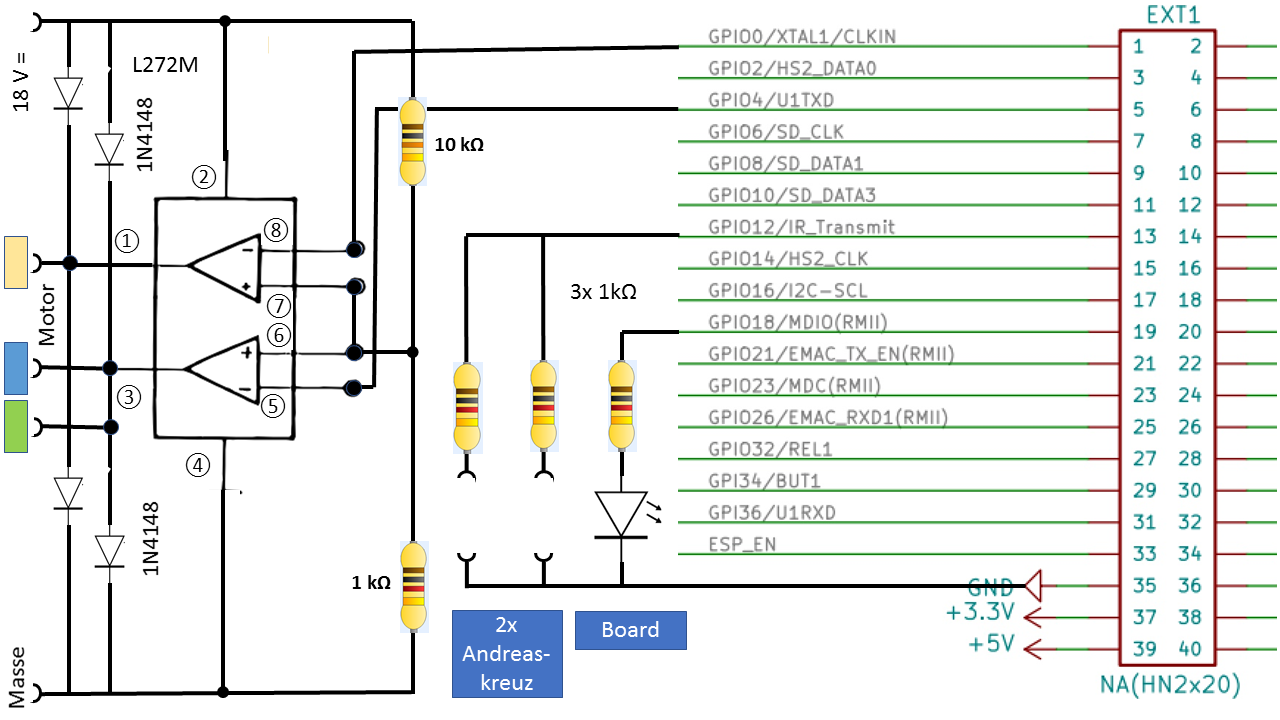 EXT1
18 V =
L272M
1N4148
10 kΩ
②
①
⑧
⑦
⑥
⑤
③
④
Motor
1N4148
1 kΩ
Masse
3x 1kΩ
2x
Andreas-
kreuz
Board
GPIO0/XTAL1/CLKIN 1 2
GPIO2/HS2_DATA0 3 4
GPIO4/U1TXD 5 6
GPIO6/SD_CLK 7 8
GPIO8/SD_DATA1 9 10
GPIO10/SD_DATA3 11 12
GPIO12/IR_Transmit 13 14
GPIO14/HS2_CLK 15 16
GPIO16/I2C-SCL 17 18
GPIO18/MDIO(RMII) 19 20
GPIO21/EMAC_TX_EN(RMII) 21 22
GPIO23/MDC(RMII) 23 24
GPIO26/EMAC_RXD1(RMII) 25 26
GPIO32/REL1 27 28
GPI34/BUT1 29 30
GPI36/U1RXD 31 32
ESP_EN 33 34
GND 35 36
+3.3V 37 38
+5V 39 40
NA(HN2x20)